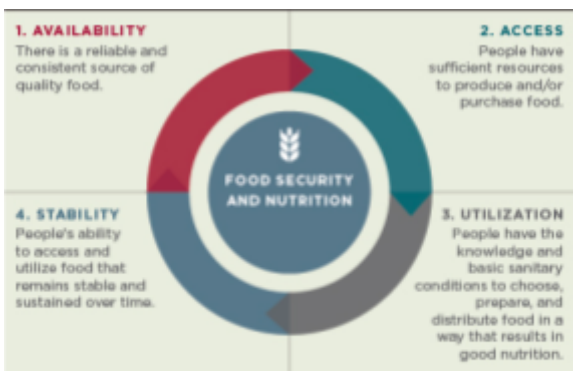 1. AVAILABILITY
There is a reliable and
consistent source of
quality food.
2. ACCESS
People have
sufficient resources
to produce and/or
purchase food.
FOOD SECURITY
AND NUTRITION
3. UTILIZATION
People have the
knowledge and
basic sanitary
conditions to choose,
prepare, and
distribute food in a
way that results in
good nutrition.
4. STABILITY
People's ability
to access and
utilize food that
remains stable and
sustained over time.